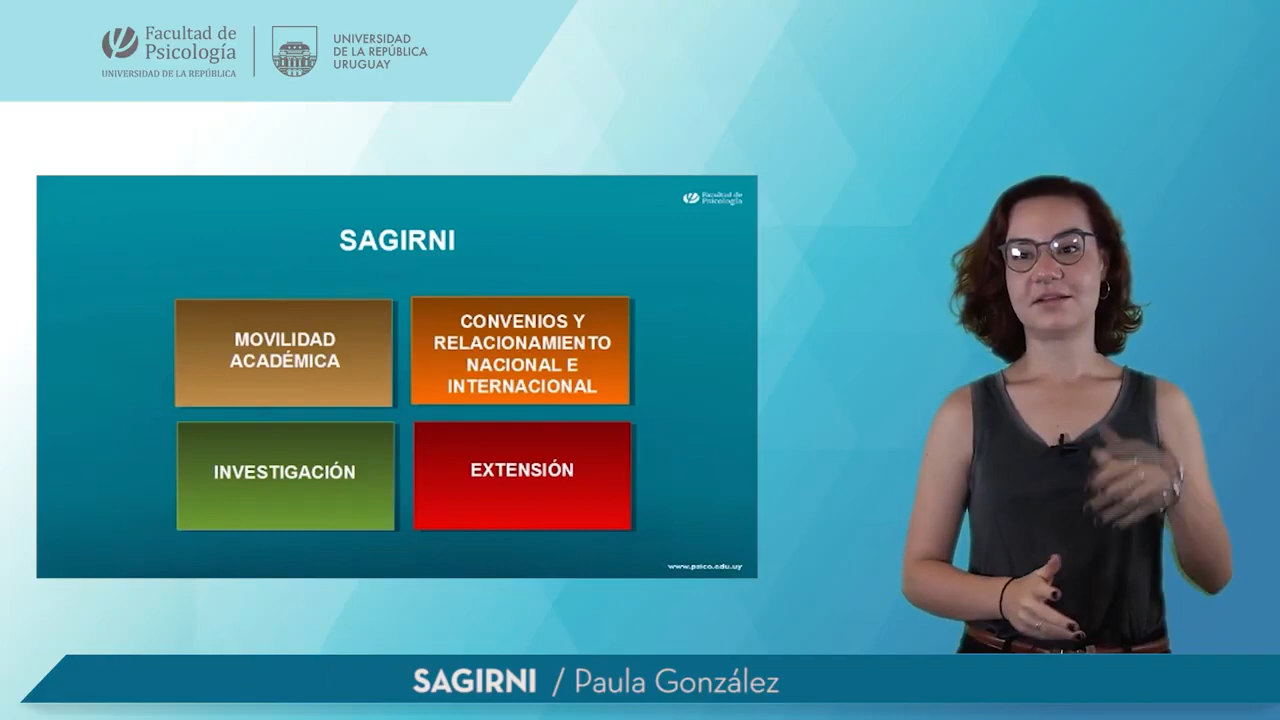 Facultad de
Psicología
UNIVERSIDAD DE LA REPÚBLICA
UNIVERSIDAD
DE LA REPÚBLICA
URUGUAY
Facultad de
Psicología
SAGIRNI
MOVILIDAD
ACADÉMICA
CONVENIOS Y
RELACIONAMIENTO
NACIONAL E
INTERNACIONAL
INVESTIGACIÓN
EXTENSIÓN
www.psico.edu.uy
SAGIRNI / Paula González